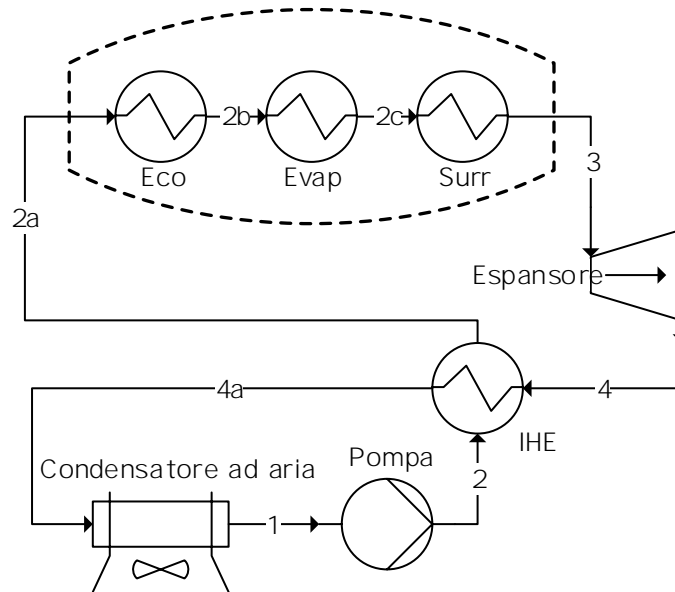 2b
2c
Eco
Evap
Surr
3
2a
Espansore
4a
4
IHE
Pompa
Condensatore ad aria
2
1